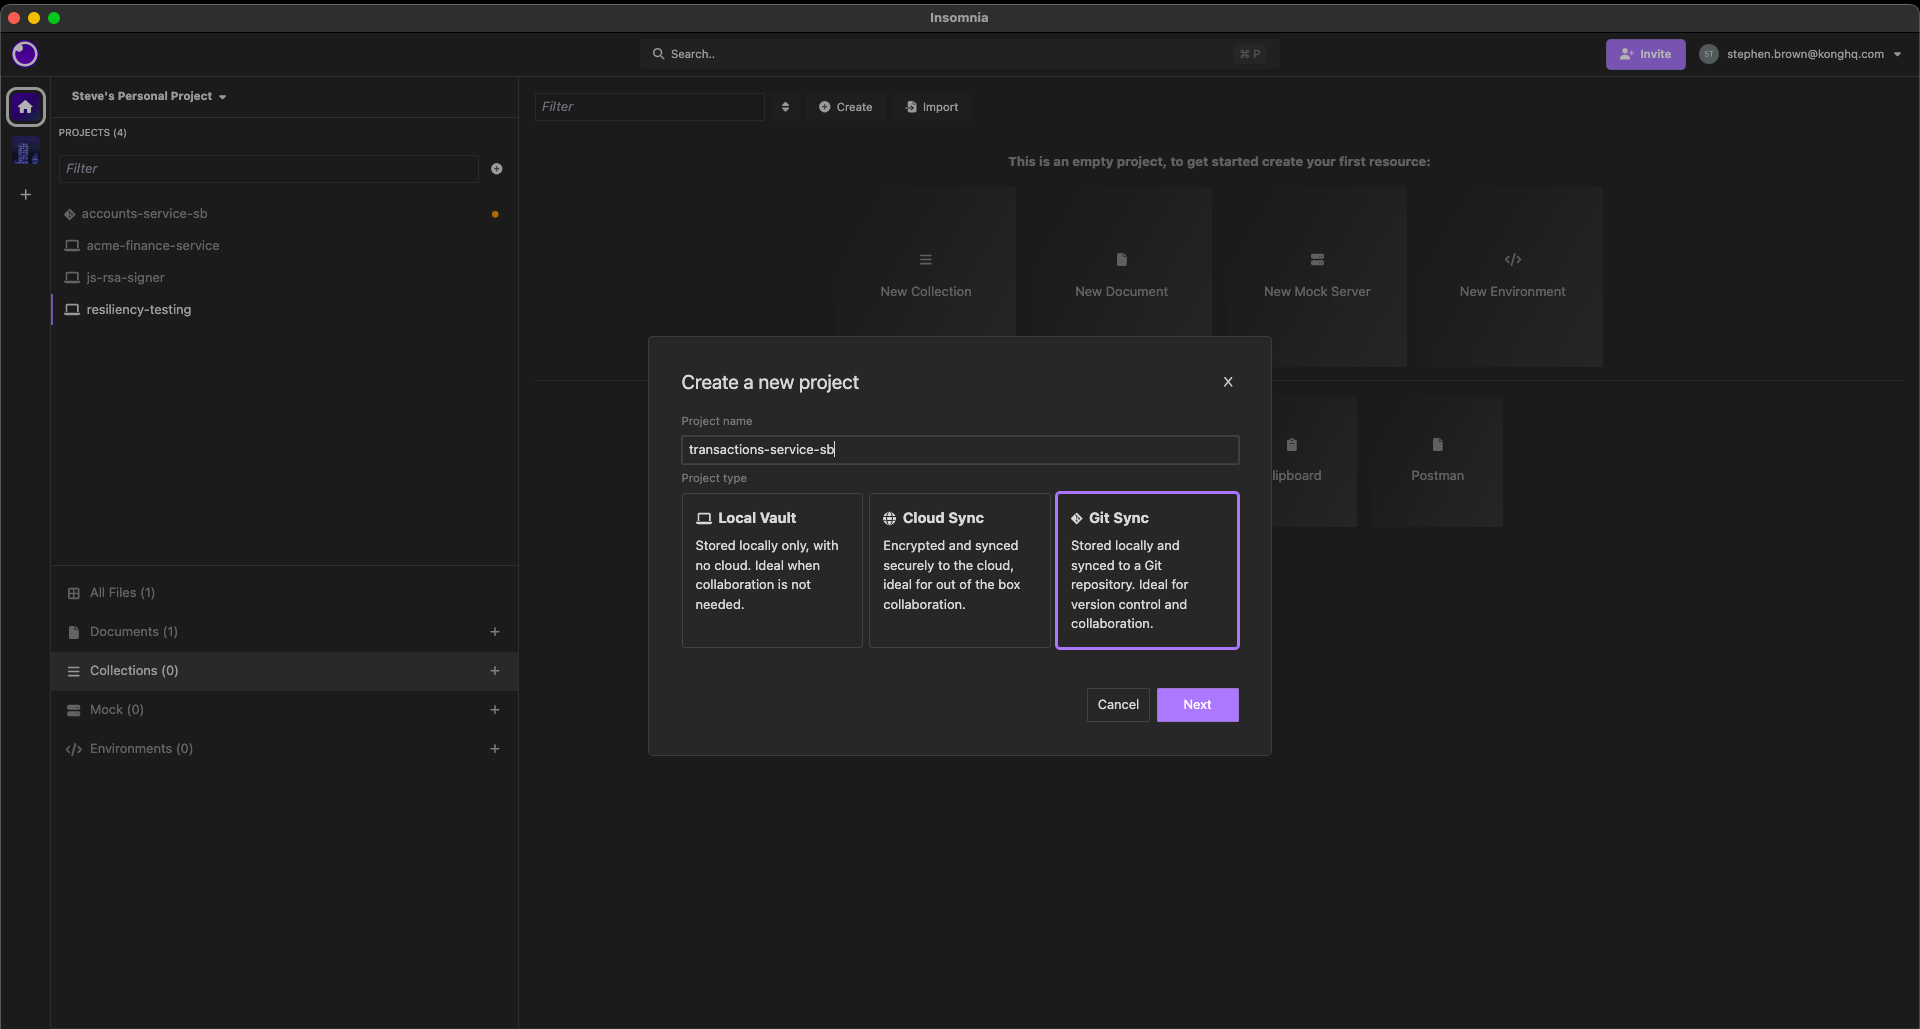 Insomnia
Search..
⌘ P
Invite
ST
stephen.brown@konghq.com
Steve's Personal Project
PROJECTS (4)
Filter
accounts-service-sb
acme-finance-service
js-rsa-signer
resiliency-testing
All Files (1)
Documents (1)
Collections (0)
Mock (0)
Environments (0)
Filter
Create
Import
This is an empty project, to get started create your first resource:
New Collection
New Document
New Mock Server
New Environment
lipboard
Postman
Create a new project
Project name
transactions-service-sb
Project type
Local Vault
Stored locally only, with
no cloud. Ideal when
collaboration is not
needed.
Cloud Sync
Encrypted and synced
securely to the cloud,
ideal for out of the box
collaboration.
Git Sync
Stored locally and
synced to a Git
repository. Ideal for
version control and
collaboration.
Cancel
Next